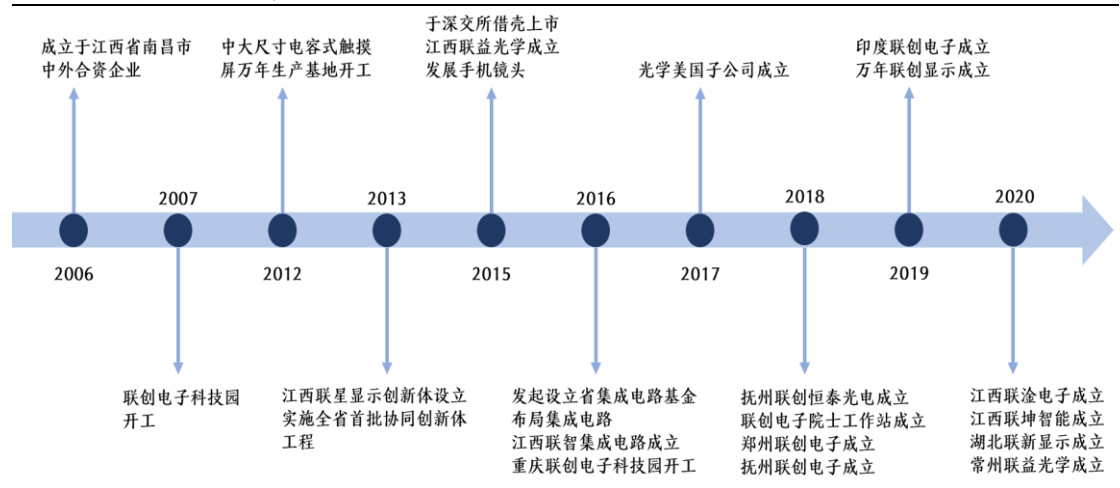 成立于江西省南昌市
中外合资企业
中大尺寸电容式触摸
屏万年生产基地开工
于深交所借壳上市
江西联益光学成立
发展手机镜头
光学美国子公司成立
印度联创电子成立
万年联创显示成立
2007
2013
2016
2018
2020
2006
2012
2015
2017
2019
联创电子科技园
开工
江西联星显示创新体设立
实施全省首批协同创新体
工程
发起设立省集成电路基金
布局集成电路
江西联智集成电路成立
重庆联创电子科技园开工
抚州联创恒泰光电成立
联创电子院士工作站成立
郑州联创电子成立
抚州联创电子成立
江西联淦电子成立
江西联坤智能成立
湖北联新显示成立
常州联益光学成立